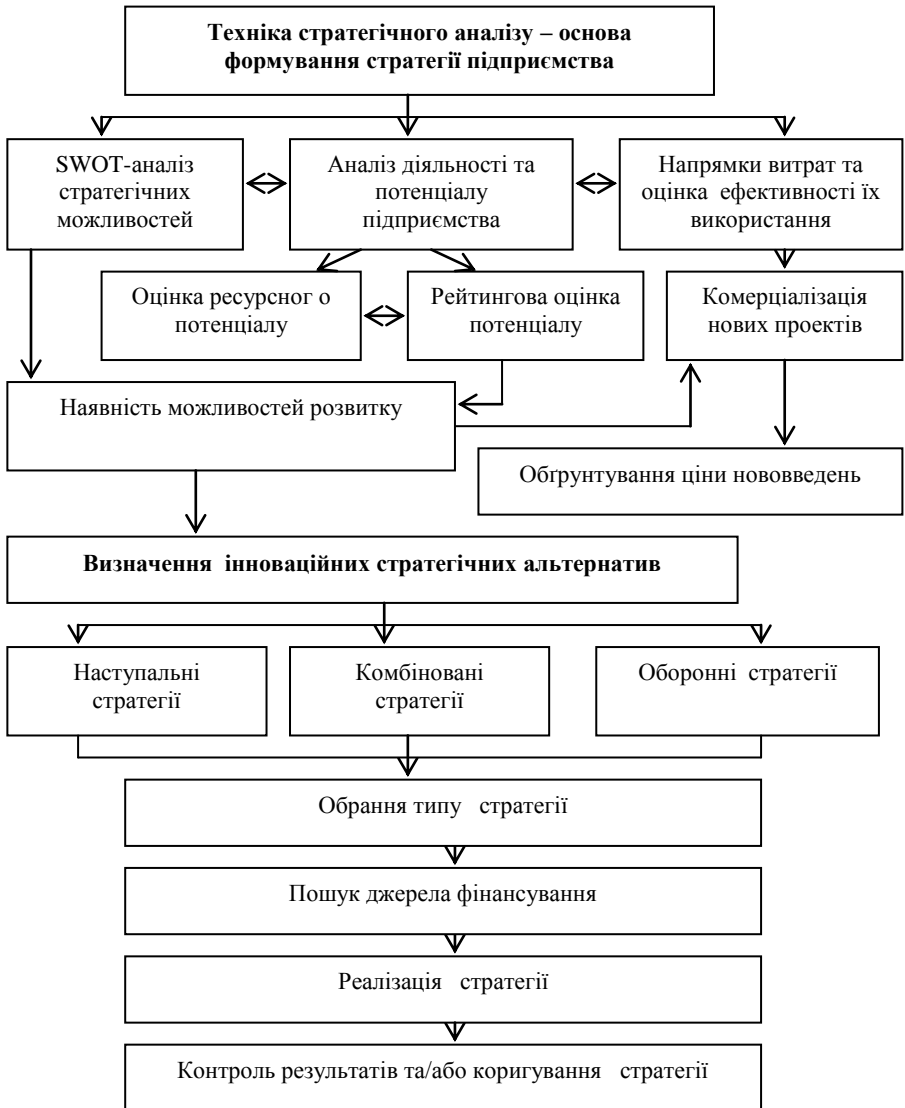 Техніка стратегічного аналізу – основа
формування стратегії підприємства
SWOT-аналіз
стратегічних
можливостей
Аналіз діяльності та
потенціалу
підприємства
Напрямки витрат та
оцінка ефективності їх
використання
Оцінка ресурсног о
потенціалу
Рейтингова оцінка
потенціалу
Комерціалізація
нових проектів
Наявність можливостей розвитку
Обґрунтування ціни нововведень
Визначення інноваційних стратегічних альтернатив
Наступальні
стратегії
Комбіновані
стратегії
Оборонні стратегії
Обрання типу стратегії
Пошук джерела фінансування
Реалізація стратегії
Контроль результатів та/або коригування стратегії